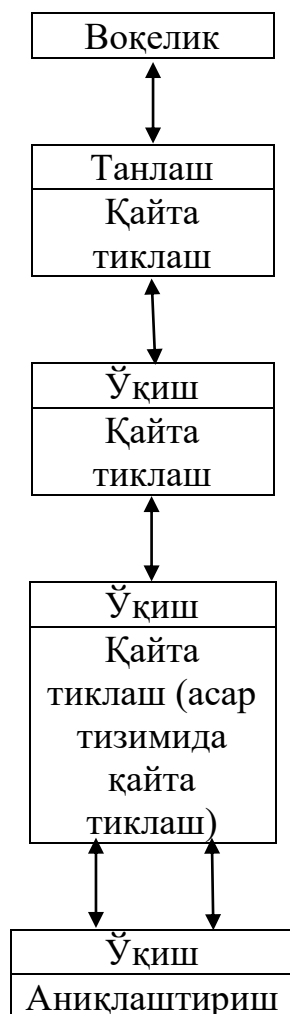 Воқелик
Танлаш
Қайта
тиклаш
Ўқиш
Қайта
тиклаш
Ўқиш
Қайта
тиклаш (асар
тизимида
қайта
тиклаш)
Ўқиш
Аниқлаштириш